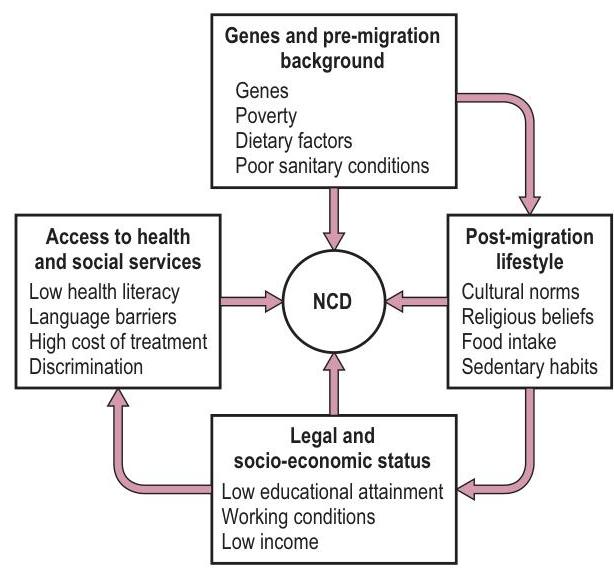 Genes and pre-migration
background
Genes
Poverty
Dietary factors
Poor sanitary conditions
Access to health
and social services
Low health literacy
Language barriers
High cost of treatment
Discrimination
NCD
Post-migration
lifestyle
Cultural norms
Religious beliefs
Food intake
Sedentary habits
Legal and
socio-economic status
Low educational attainment
Working conditions
Low income